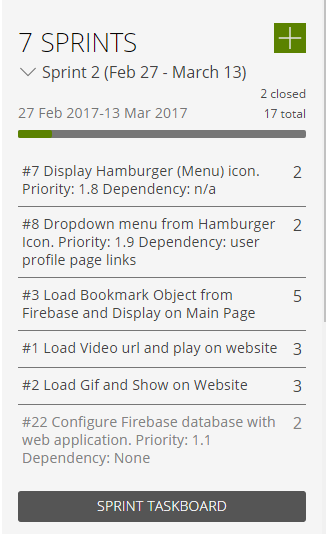 7 SPRINTS
Sprint 2 (Feb 27 - March 13)
2 closed
27 Feb 2017-13 Mar 2017
17 total
#7 Display Hamburger (Menu) icon.
Priority: 1.8 Dependency: n/a
2
#8 Dropdown menu from Hamburger
Icon. Priority: 1.9 Dependency: user
profile page links
2
#3 Load Bookmark Object from
Firebase and Display on Main Page
5
#1 Load Video url and play on website
3
#2 Load Gif and Show on Website
3
#22 Configure Firebase database with
web application. Priority: 1.1
Dependency: None
2
SPRINT TASKBOARD